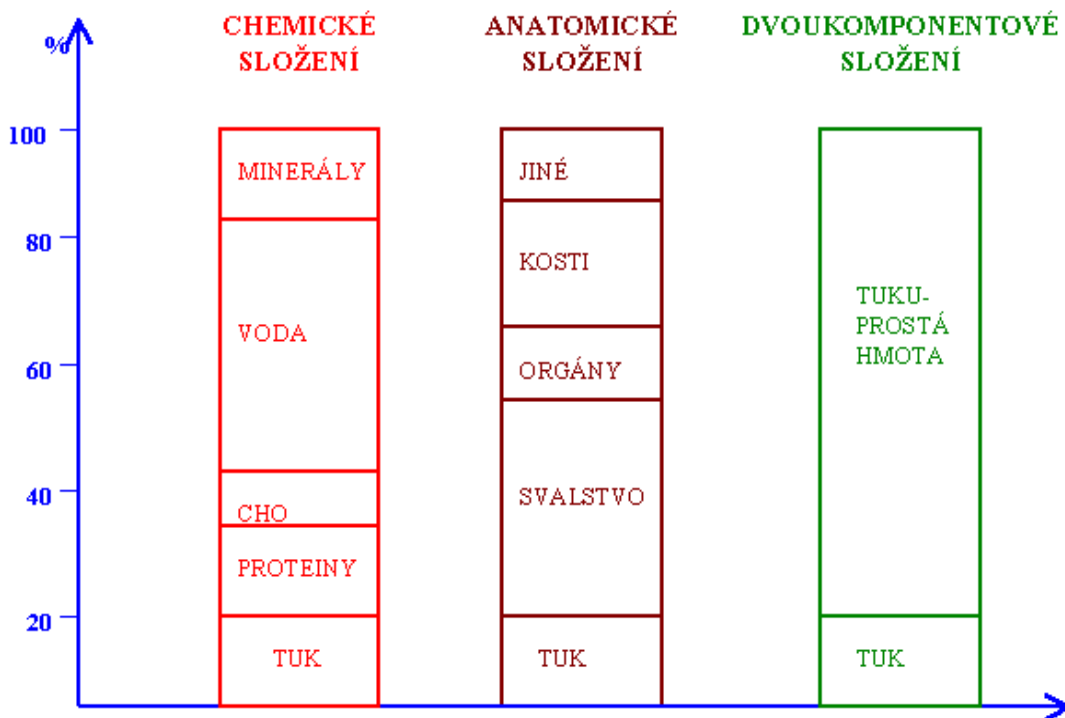 %
CHEMICKÉ
SLOŽENÍ
ANATOMICKÉ
SLOŽENÍ
DVOUKOMPONENTOVÉ
SLOŽENÍ
100
80
60
40
20
MINERÁLY
VODA
CHO
PROTEINY
TUK
JINÉ
KOSTI
ORGÁNY
SVALSTVO
TUK
TUKU-
PROSTÁ
HMOTA
TUK